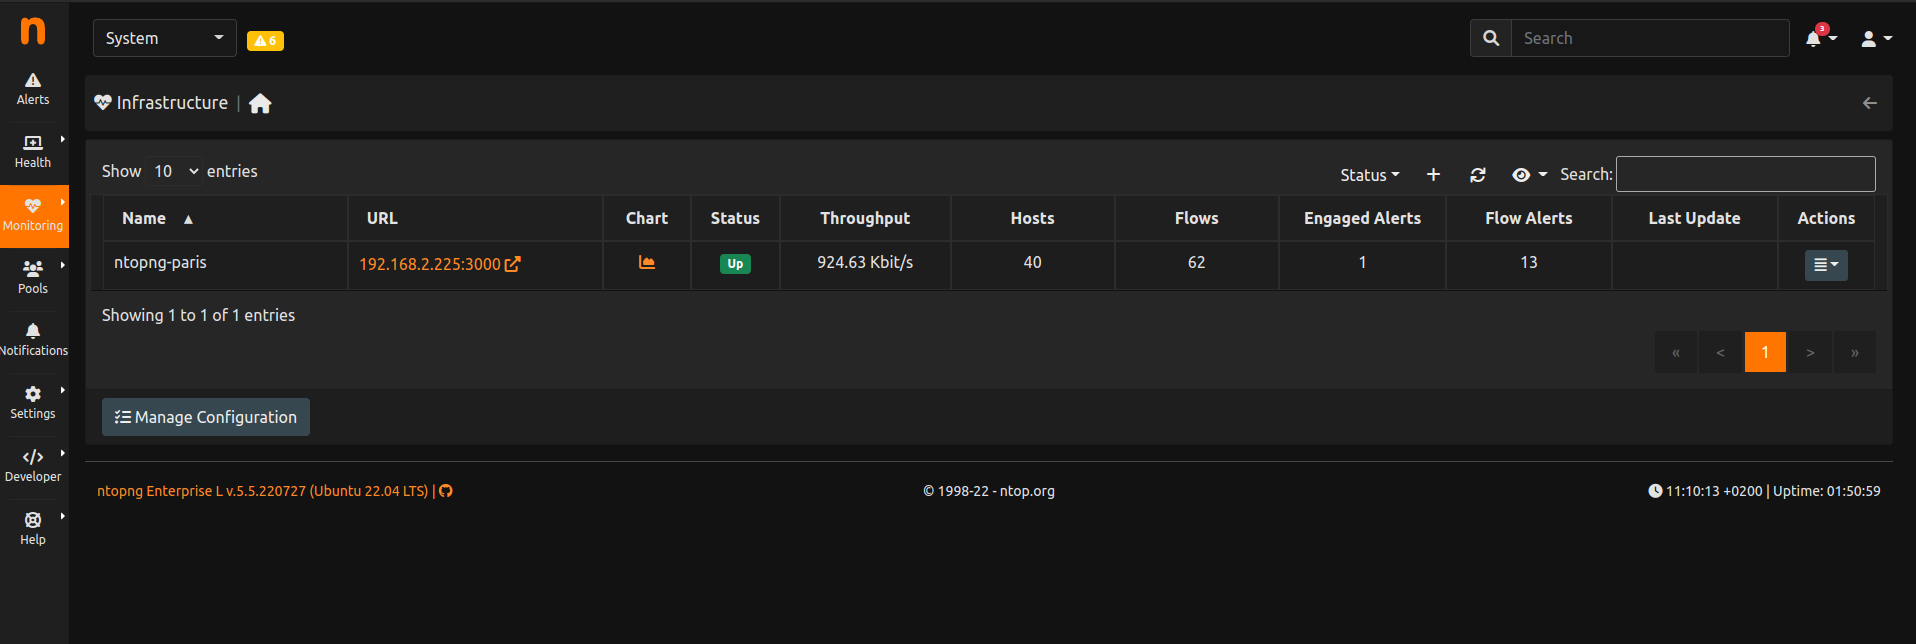 n
System
6
Search
3
Alerts
Health
Monitoring
Pools
Notifications
Settings
Developer
Help
Infrastructure |
Show 10 entries
Status
Search:
Name ▲ URL Chart Status Throughput Hosts Flows Engaged Alerts Flow Alerts Last Update Actions
ntopng-paris 192.168.2.225:3000 Up 924.63 Kbit/s 40 62 1 13
Showing 1 to 1 of 1 entries
« < 1 > »
Manage Configuration
ntopng Enterprise L v.5.5.220727 (Ubuntu 22.04 LTS) |
© 1998-22 - ntop.org
11:10:13 +0200 | Uptime: 01:50:59